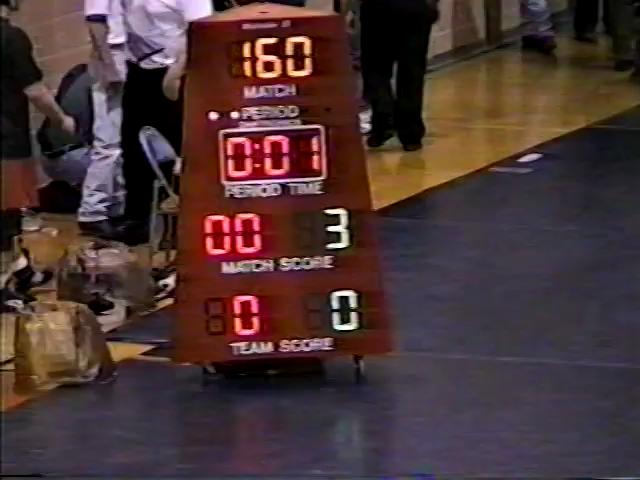 160
MATCH
PERIOD
0:01
PERIOD TIME
00 3
MATCH SCORE
0 0
TEAM SCORE